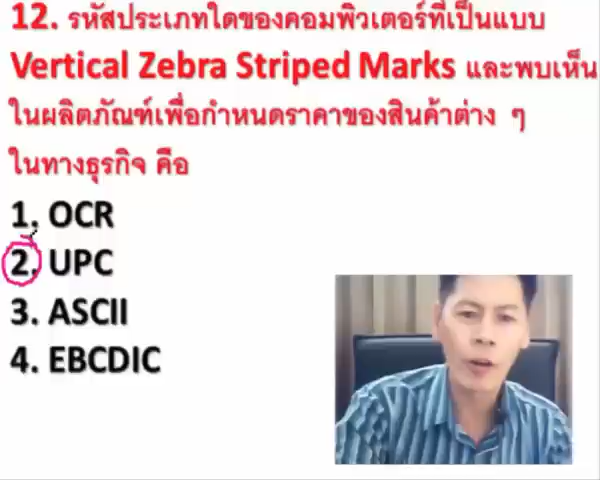 12. รหัสประเภทใดของคอมพิวเตอร์ที่เป็นแบบ
Vertical Zebra Striped Marks และพบเห็น
ในผลิตภัณฑ์เพื่อกำหนดราคาของสินค้าต่าง ๆ
ในทางธุรกิจ คือ
1. OCR
2. UPC
3. ASCII
4. EBCDIC